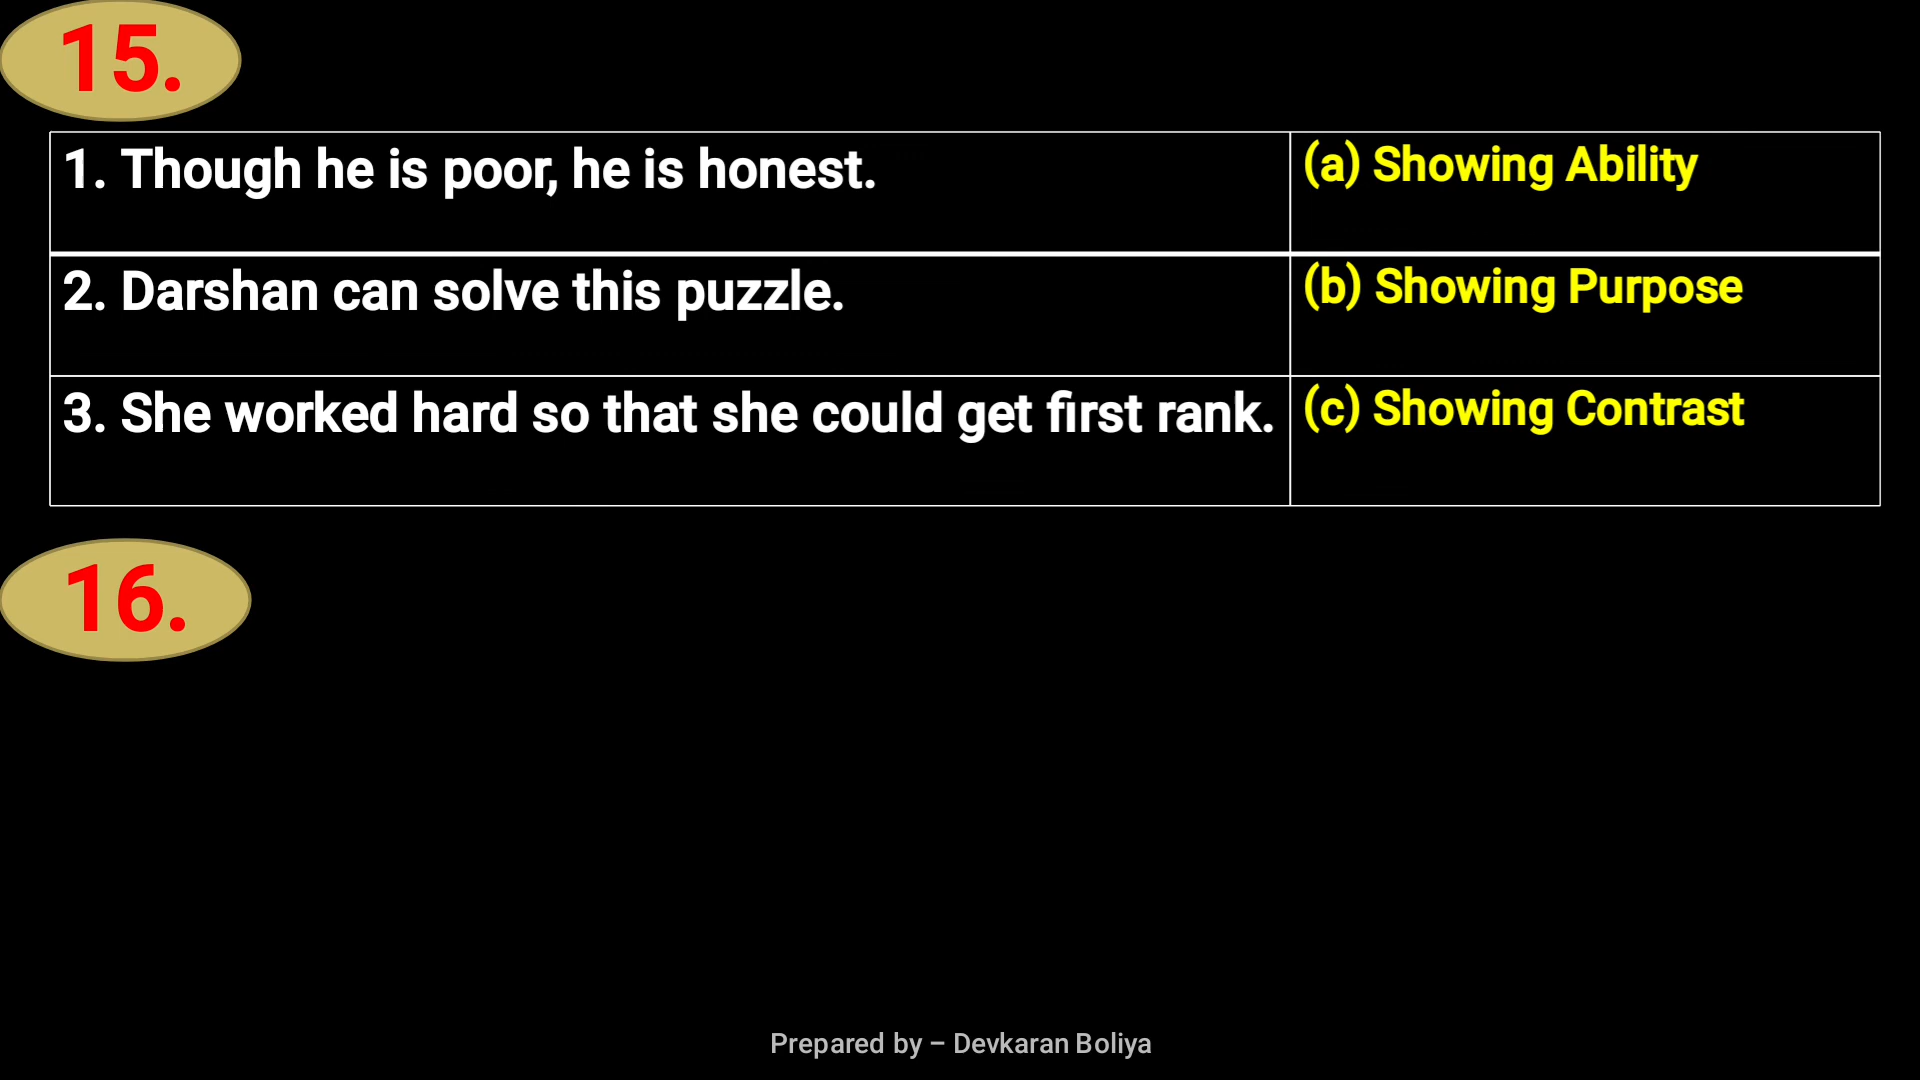 15.
1. Though he is poor, he is honest.
(a) Showing Ability
2. Darshan can solve this puzzle.
(b) Showing Purpose
3. She worked hard so that she could get first rank.
(c) Showing Contrast
16.
Prepared by – Devkaran Boliya